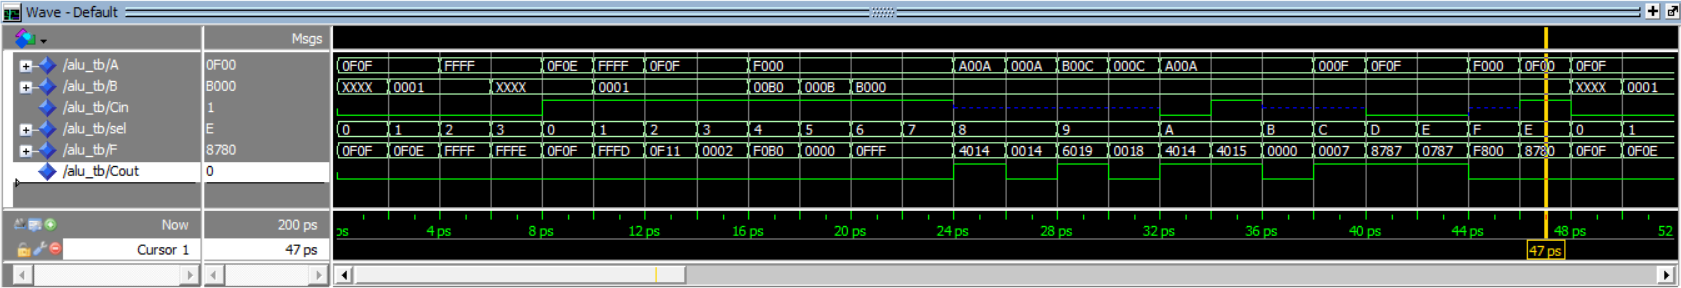 Wave - Default
Msgs
/alu_tb/A 0F00 0F0F FFFF 0F0E FFFF 0F0F F000 A00A 000A B00C 000C A00A 000F 0F0F F000 0F00 0F0F
/alu_tb/B B000 XXXX 0001 XXXX 0001 00B0 000B B000 XXXX 0001
/alu_tb/Cin 1
/alu_tb/sel E 0 1 2 3 0 1 2 3 4 5 6 7 8 9 A B C D E F E 0 1
/alu_tb/F 8780 0F0F 0F0E FFFF FFFE 0F0F FFFD 0F11 0002 F0B0 0000 0FFF 4014 0014 6019 0018 4014 4015 0000 0007 8787 0787 F800 8780 0F0F 0F0E
/alu_tb/Cout 0
Now 200 ps ps 4 ps 8 ps 12 ps 16 ps 20 ps 24 ps 28 ps 32 ps 36 ps 40 ps 44 ps 48 ps 52
Cursor 1 47 ps 47 ps